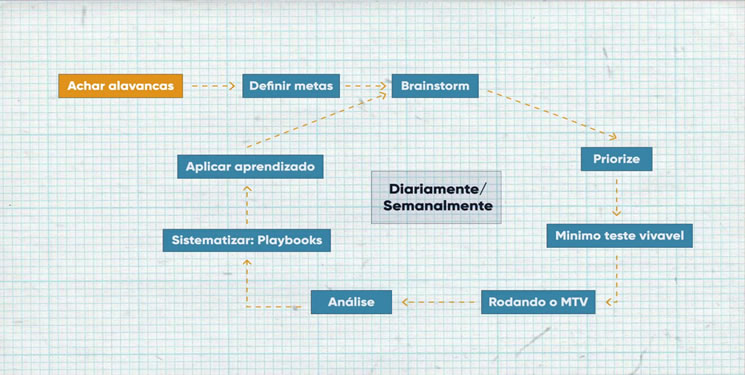 Achar alavancas
Definir metas
Brainstorm
Priorize
Aplicar aprendizado
Diariamente/
Semanalmente
Sistematizar: Playbooks
Minimo teste vivavel
Análise
Rodando o MTV